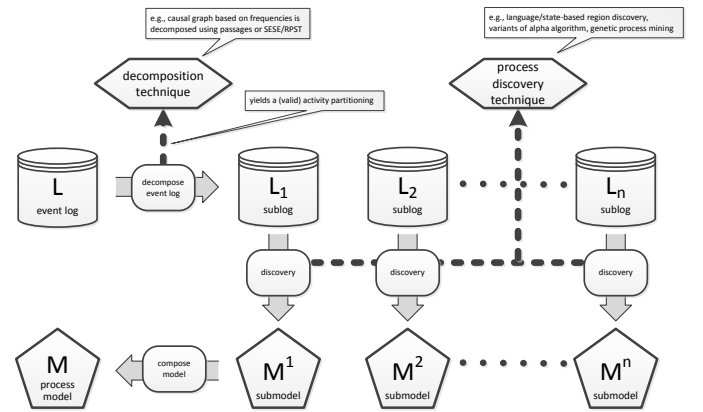 e.g., causal graph based on frequencies is
decomposed using passages or SESE/RPST
e.g., language/state-based region discovery,
variants of alpha algorithm, genetic process mining
decomposition
technique
process
discovery
technique
yields a (valid) activity partitioning
L
event log
decompose
event log
L1
sublog
L2
sublog
Ln
sublog
discovery
discovery
discovery
M
process
model
compose
model
M1
submodel
M2
submodel
Mn
submodel